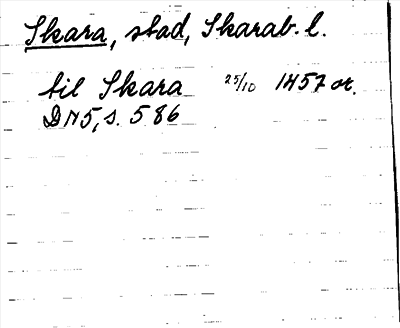 Skara, stad, Skarab. l.
til Skara 25/10 1457 or.
DN5, s. 586